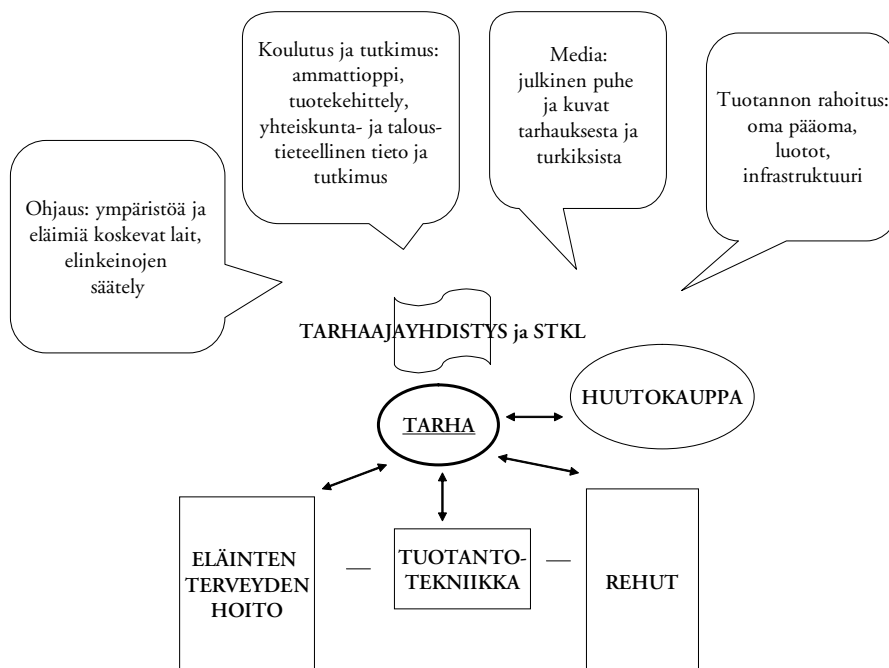 Koulutus ja tutkimus:
ammattioppi,
tuotekehittely,
yhteiskunta- ja talous-
tieteellinen tieto ja
tutkimus
Media:
julkinen puhe
ja kuvat
tarhauksesta ja
turkiksista
Tuotannon rahoitus:
oma pääoma,
luotot,
infrastruktuuri
Ohjaus: ympäristöä ja
eläimiä koskevat lait,
elinkeinojen
säätely
TARHAAJAYHDISTYS ja STKL
HUUTOKAUPPA
TARHA
ELÄINTEN
TERVEYDEN
HOITO
TUOTANTO-
TEKNIIKKA
REHUT